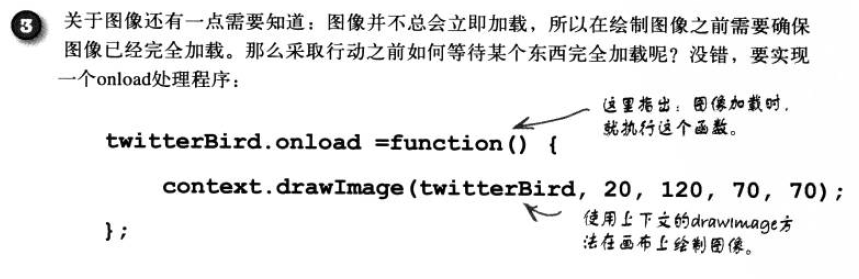 3 关于图像还有一点需要知道：图像并不总会立即加载，所以在绘制图像之前需要确保
图像已经完全加载。那么采取行动之前如何等待某个东西完全加载呢？没错，要实现
一个onload处理程序：
这里指出：图像加载时，
就执行这个函数。
twitterBird.onload =function() {
context.drawImage(twitterBird, 20, 120, 70, 70);
使用上下文的drawImage方
法在画布上绘制图像。
};